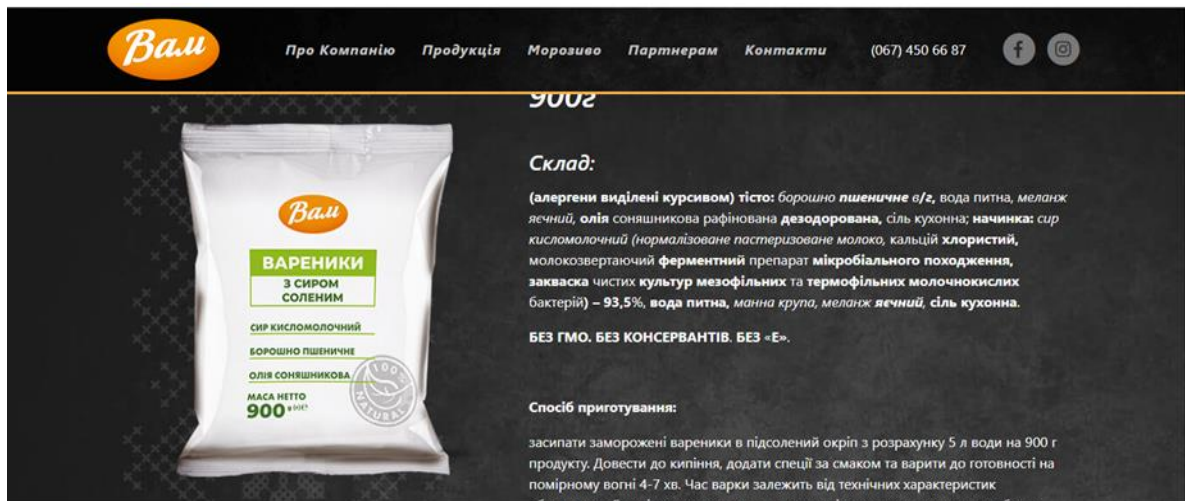 Вам
Про Компанію Продукція Морозиво Партнерам Контакти (067) 450 66 87
900г
Склад:
(алергени виділені курсивом) тісто: борошно пшеничне в/г, вода питна, меланж
яєчний, олія соняшникова рафінована дезодорована, сіль кухонна; начинка: сир
кисломолочний (нормалізоване пастеризоване молоко, кальцій хлористий,
молокозвертаючий ферментний препарат мікробіального походження,
закваска чистих культур мезофільних та термофільних молочнокислих
бактерій) – 93,5%, вода питна, манна крупа, меланж яєчний, сіль кухонна.
БЕЗ ГМО. БЕЗ КОНСЕРВАНТІВ. БЕЗ «Е».
Спосіб приготування:
засипати заморожені вареники в підсолений окріп з розрахунку 5 л води на 900 г
продукту. Довести до кипіння, додати спеції за смаком та варити до готовності на
помірному вогні 4-7 хв. Час варки залежить від технічних характеристик
Вам
ВАРЕНИКИ
З СИРОМ
СОЛЕНИМ
СИР КИСЛОМОЛОЧНИЙ
БОРОШНО ПШЕНИЧНЕ
ОЛІЯ СОНЯШНИКОВА
МАСА НЕТТО
900 г
100%
NATURAL